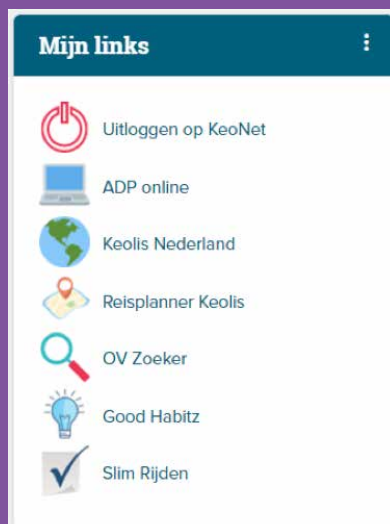 Mijn links
Uitloggen op KeoNet
ADP online
Keolis Nederland
Reisplanner Keolis
OV Zoeker
Good Habitz
Slim Rijden